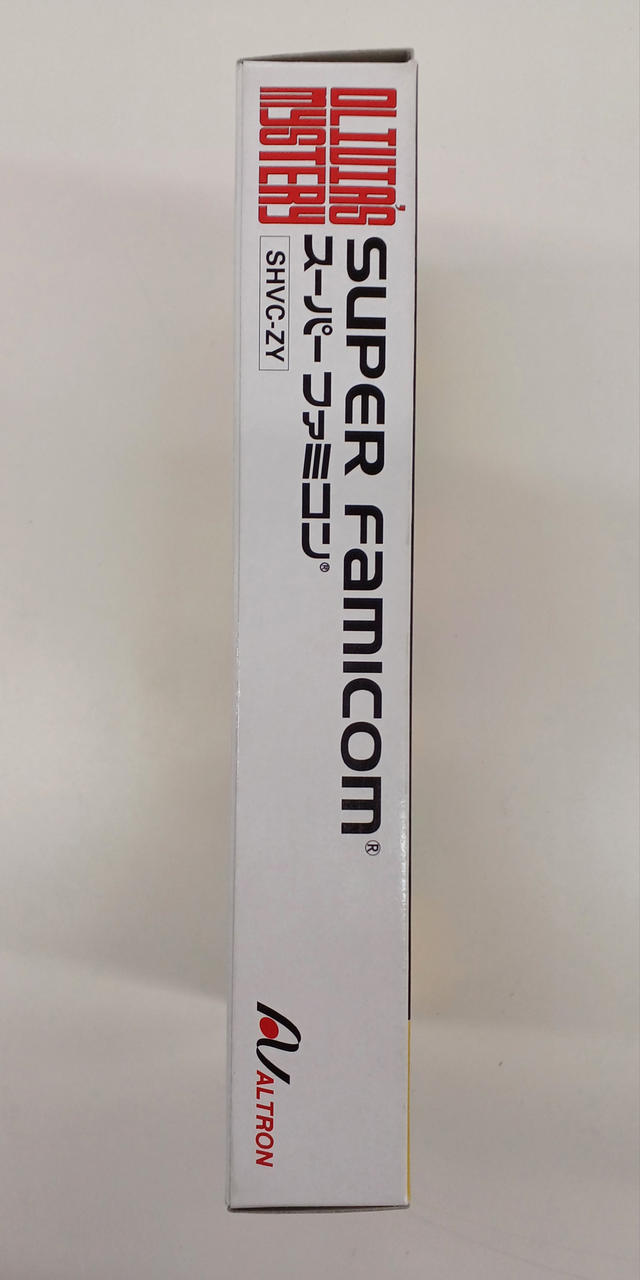 OLIVIA'S
MYSTERY
SUPER FAMICOM®
スーパーファミコン®
SHVC-ZY
ALTRON